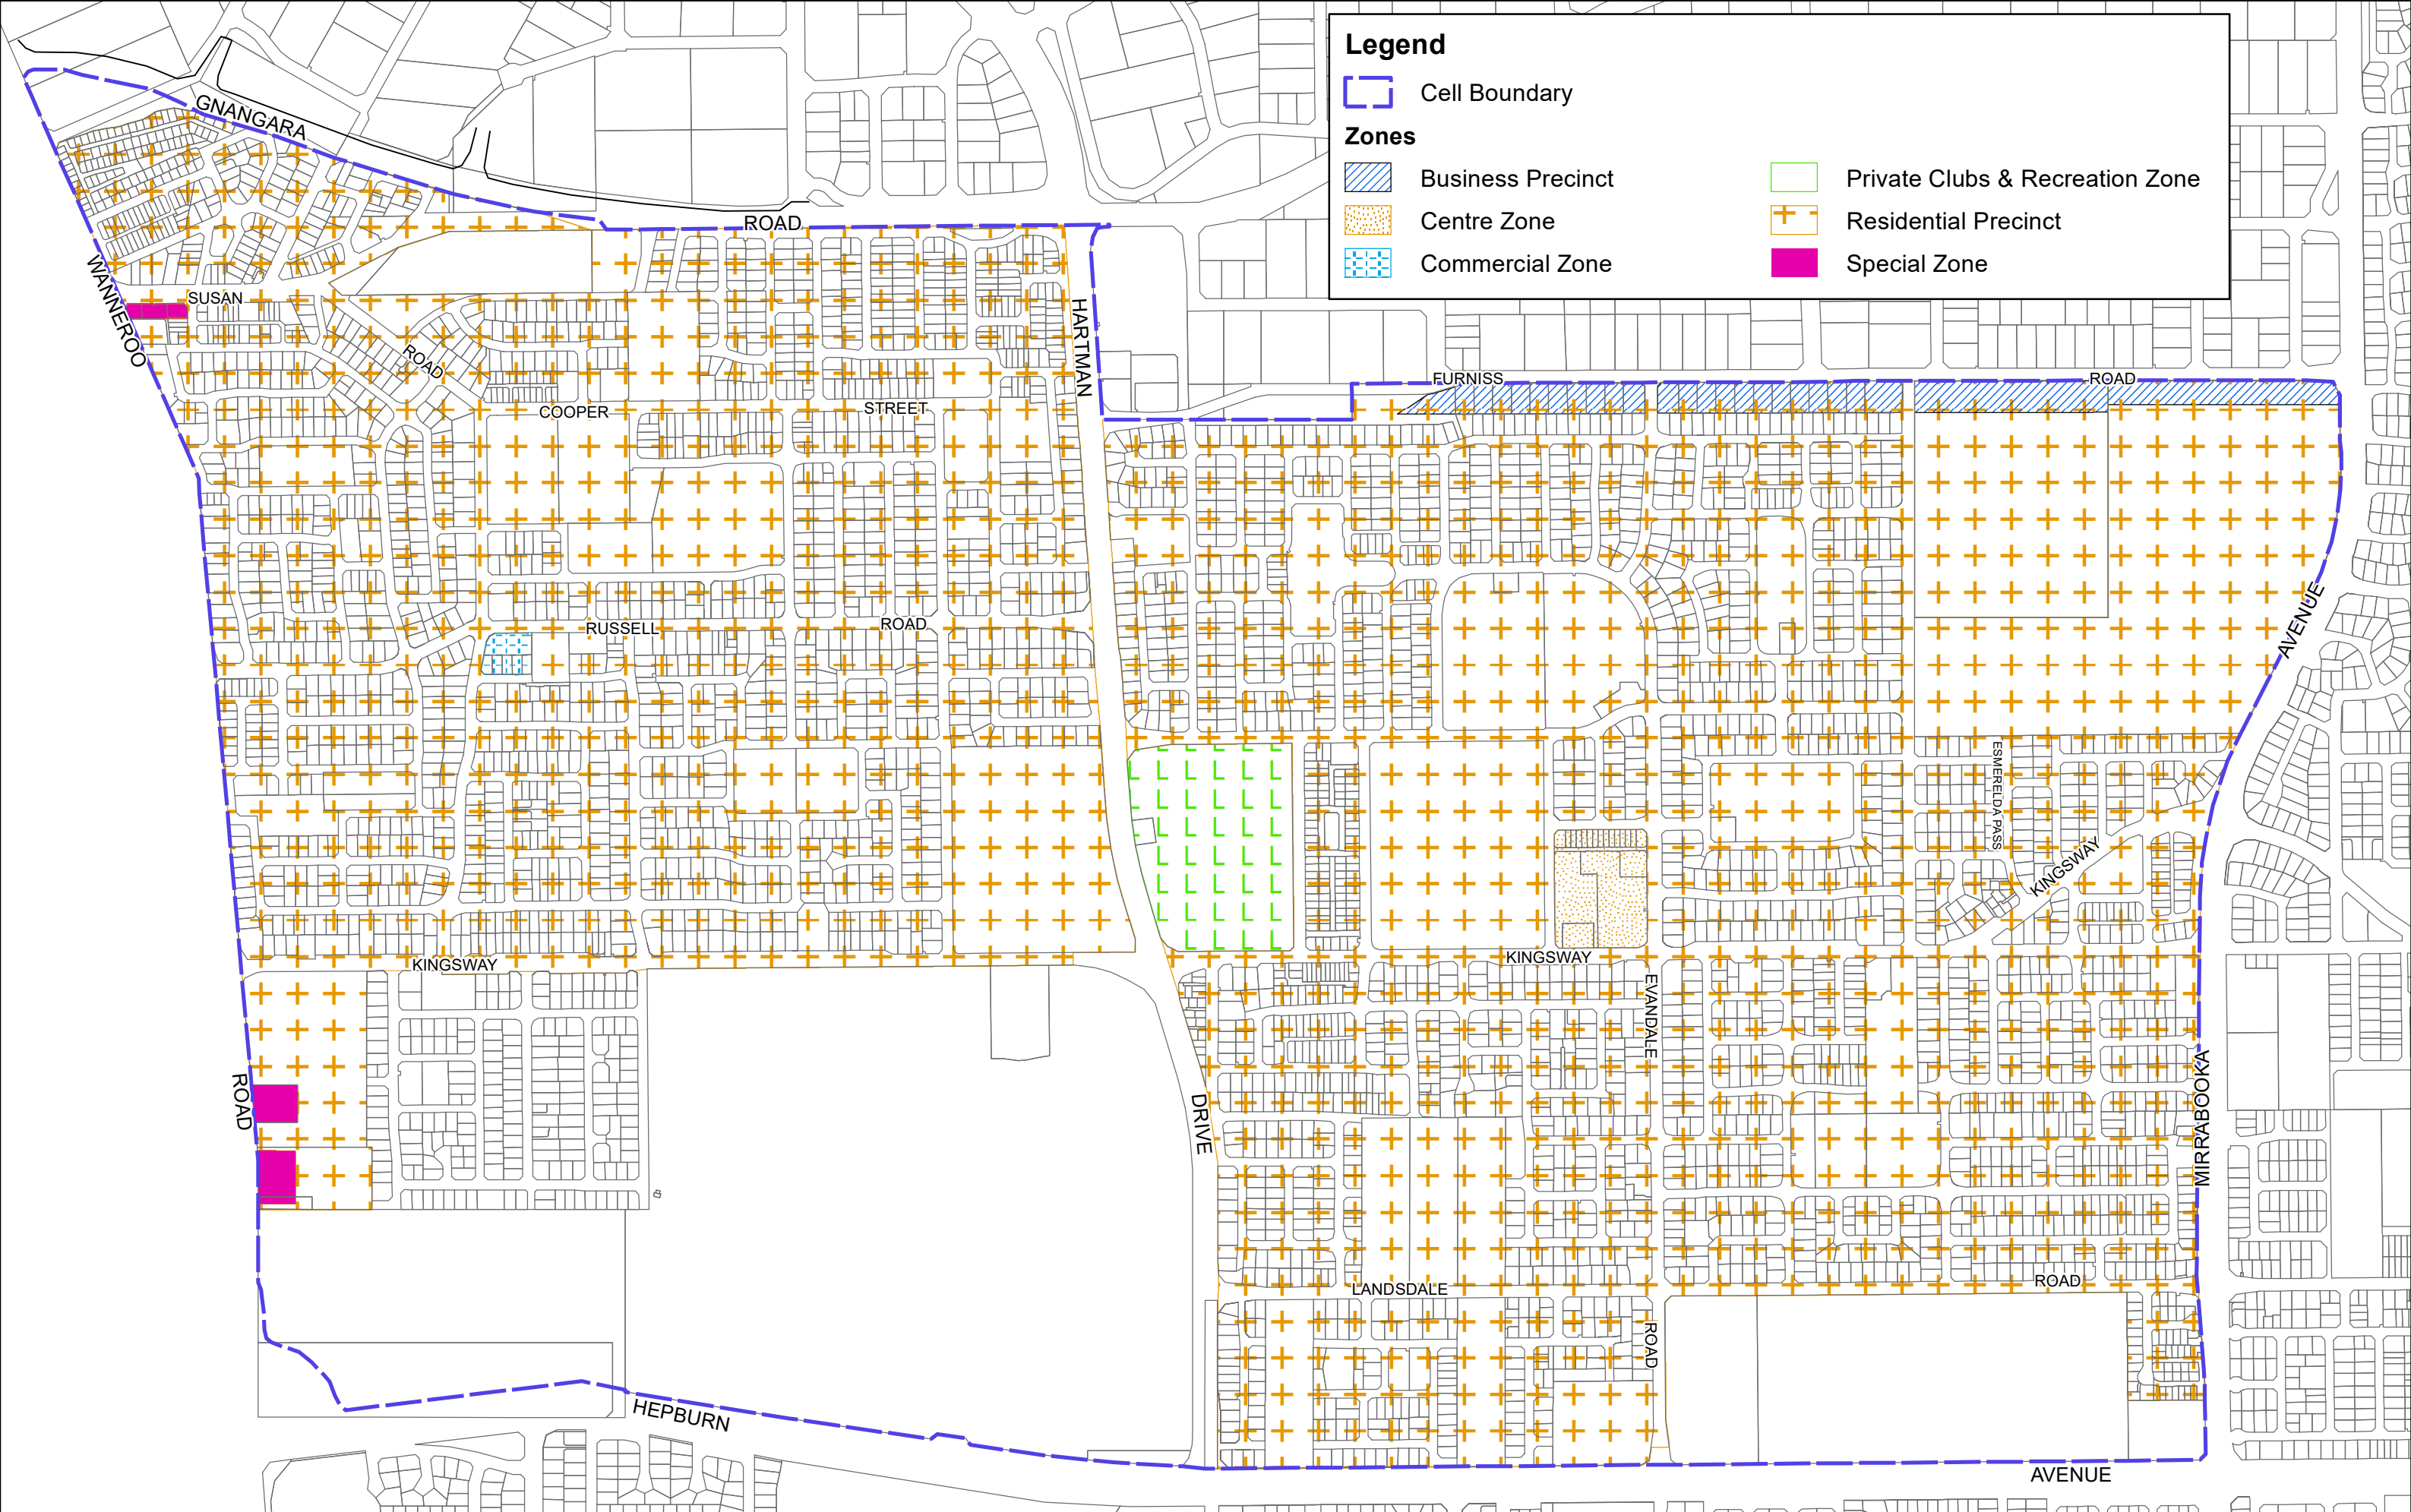 Legend
Cell Boundary
Zones
Business Precinct
Private Clubs & Recreation Zone
Centre Zone
Residential Precinct
Commercial Zone
Special Zone
GNANGARA
ROAD
WANNEROO
SUSAN
ROAD
HARTMAN
FURNISS
ROAD
COOPER
STREET
RUSSELL
ROAD
AVENUE
ESMERELDA PASS
KINGSWAY
KINGSWAY
KINGSWAY
EVANDALE
ROAD
DRIVE
MIRRABOOKA
LANDSDALE
ROAD
ROAD
HEPBURN
AVENUE